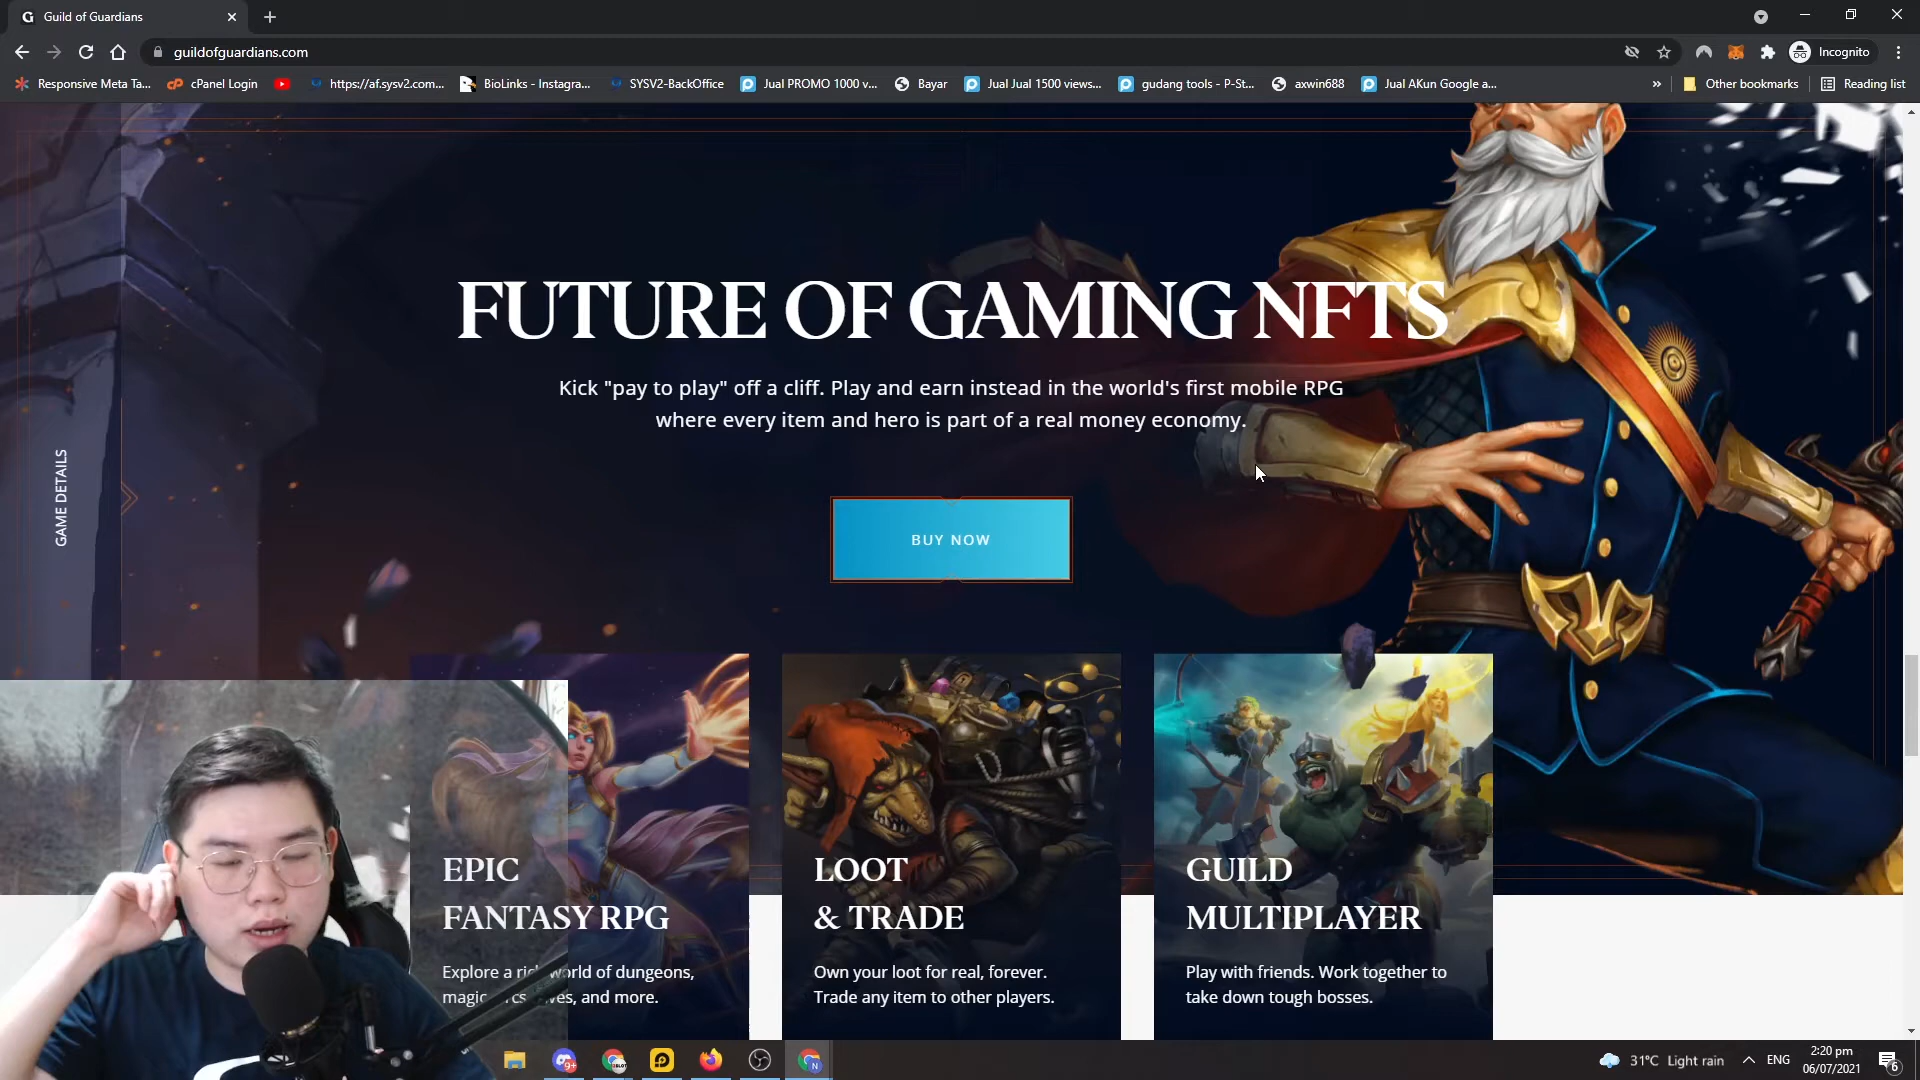 Guild of Guardians
guildofguardians.com
Incognito
Responsive Meta Ta...
cPanel Login
https://af.sysv2.com...
BioLinks - Instagra...
SYSV2-BackOffice
Jual PROMO 1000 v...
Bayar
Jual Jual 1500 views...
gudang tools - P-St...
axwin688
Jual AKun Google a...
»
Other bookmarks
Reading list
GAME DETAILS
FUTURE OF GAMING NFTS
Kick "pay to play" off a cliff. Play and earn instead in the world's first mobile RPG
where every item and hero is part of a real money economy.
BUY NOW
EPIC
FANTASY RPG
Explore a world of dungeons,
and more.
LOOT
& TRADE
Own your loot for real, forever.
Trade any item to other players.
GUILD
MULTIPLAYER
Play with friends. Work together to
take down tough bosses.
9+
31°C Light rain
ENG
2:20 pm
06/07/2021
6